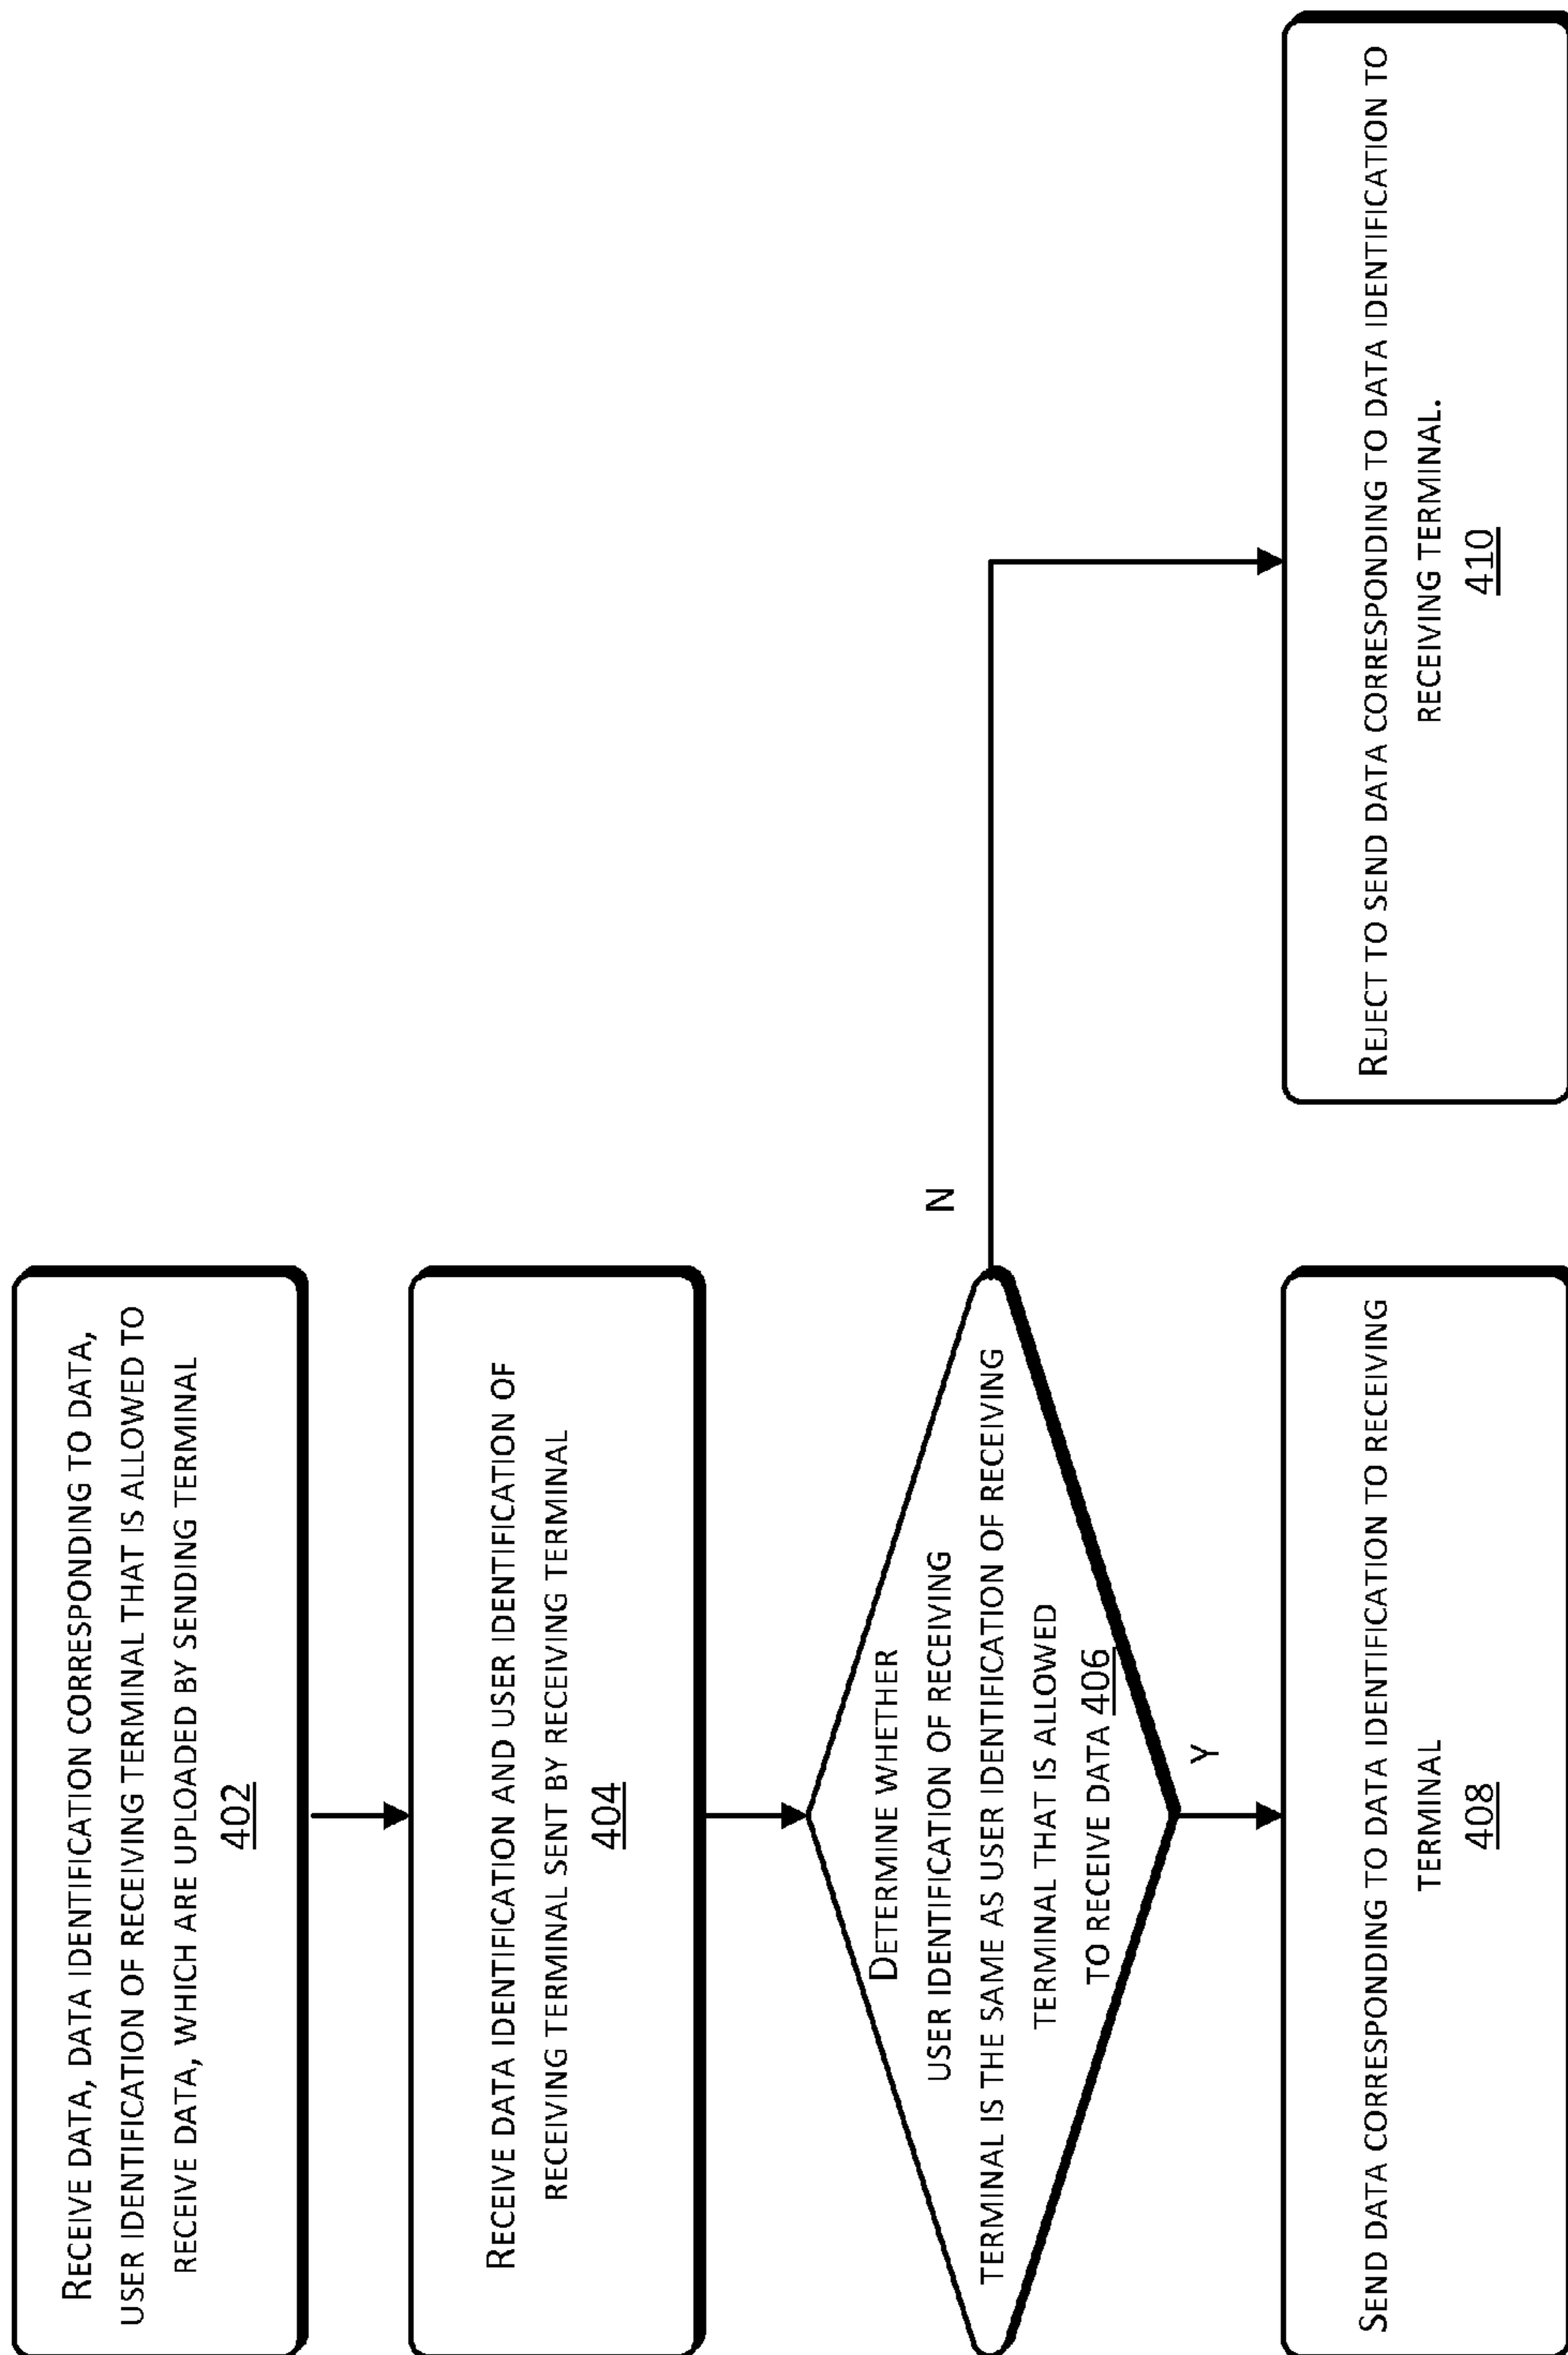 RECEIVE DATA, DATA IDENTIFICATION CORRESPONDING TO DATA,
USER IDENTIFICATION OF RECEIVING TERMINAL THAT IS ALLOWED TO
RECEIVE DATA, WHICH ARE UPLOADED BY SENDING TERMINAL
402
RECEIVE DATA IDENTIFICATION AND USER IDENTIFICATION OF
RECEIVING TERMINAL SENT BY RECEIVING TERMINAL
404
DETERMINE WHETHER
USER IDENTIFICATION OF RECEIVING
TERMINAL IS THE SAME AS USER IDENTIFICATION OF RECEIVING
TERMINAL THAT IS ALLOWED
TO RECEIVE DATA 406
N
Y
SEND DATA CORRESPONDING TO DATA IDENTIFICATION TO RECEIVING
TERMINAL
408
REJECT TO SEND DATA CORRESPONDING TO DATA IDENTIFICATION TO
RECEIVING TERMINAL.
410